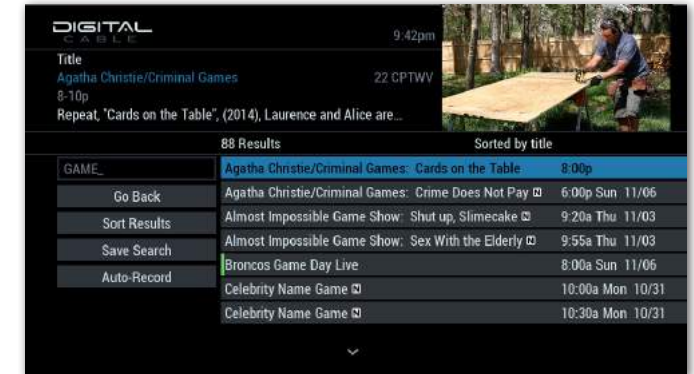 DIGITAL
CABLE
9:42pm
Title
Agatha Christie/Criminal Games 22 CPTWV
8-10p
Repeat, "Cards on the Table", (2014), Laurence and Alice are...
88 Results Sorted by title
GAME_
Go Back
Sort Results
Save Search
Auto-Record
Agatha Christie/Criminal Games: Cards on the Table 8:00p
Agatha Christie/Criminal Games: Crime Does Not Pay N 6:00p Sun 11/06
Almost Impossible Game Show: Shut up, Slimecake N 9:20a Thu 11/03
Almost Impossible Game Show: Sex With the Elderly N 9:55a Thu 11/03
Broncos Game Day Live 8:00a Sun 11/06
Celebrity Name Game N 10:00a Mon 10/31
Celebrity Name Game N 10:30a Mon 10/31